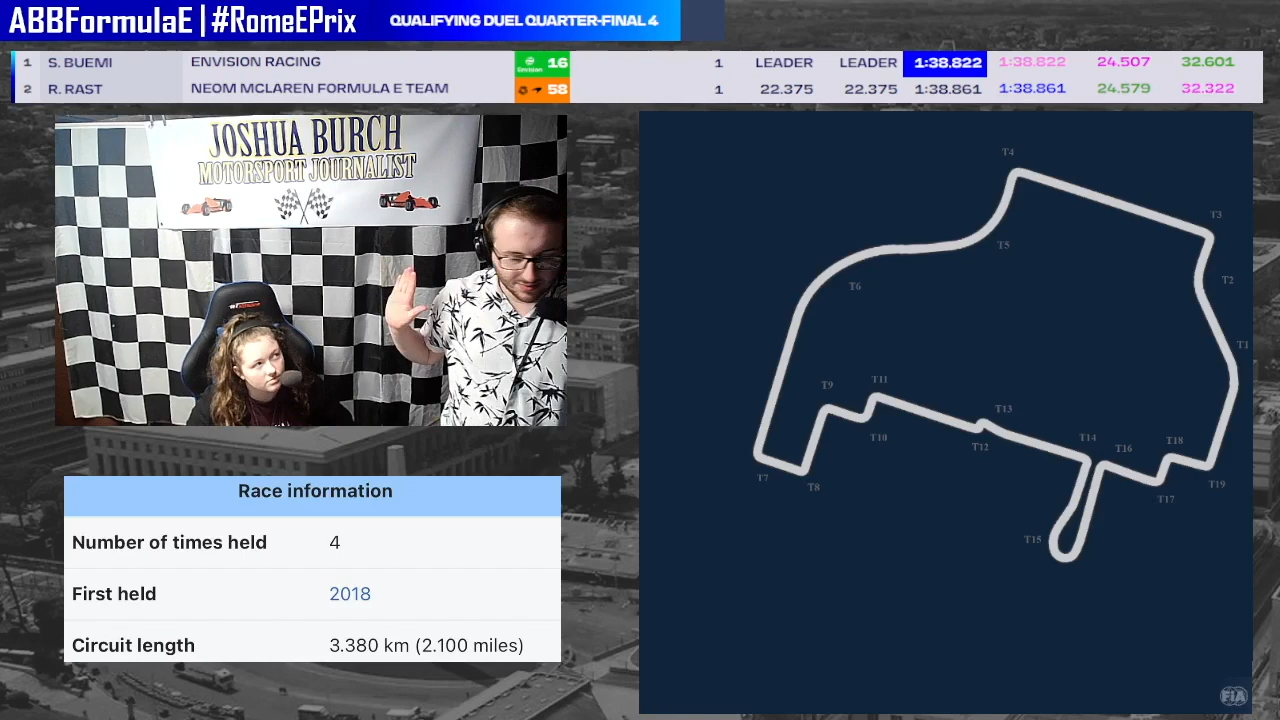 ABBFormulaE | #RomeEPrix
QUALIFYING DUEL QUARTER-FINAL 4
1 S. BUEMI ENVISION RACING Envision 16 1 LEADER LEADER 1:38.822 1:38.822 24.507 32.601
2 R. RAST NEOM MCLAREN FORMULA E TEAM 58 1 22.375 22.375 1:38.861 1:38.861 24.579 32.322
JOSHUA BURCH
MOTORSPORT JOURNALIST
T4
T3
T5
T2
T6
T1
T9
T11
T10
T13
T12
T14
T16
T18
T7
T8
T17
T19
T15
Race information
Number of times held 4
First held 2018
Circuit length 3.380 km (2.100 miles)
FIA